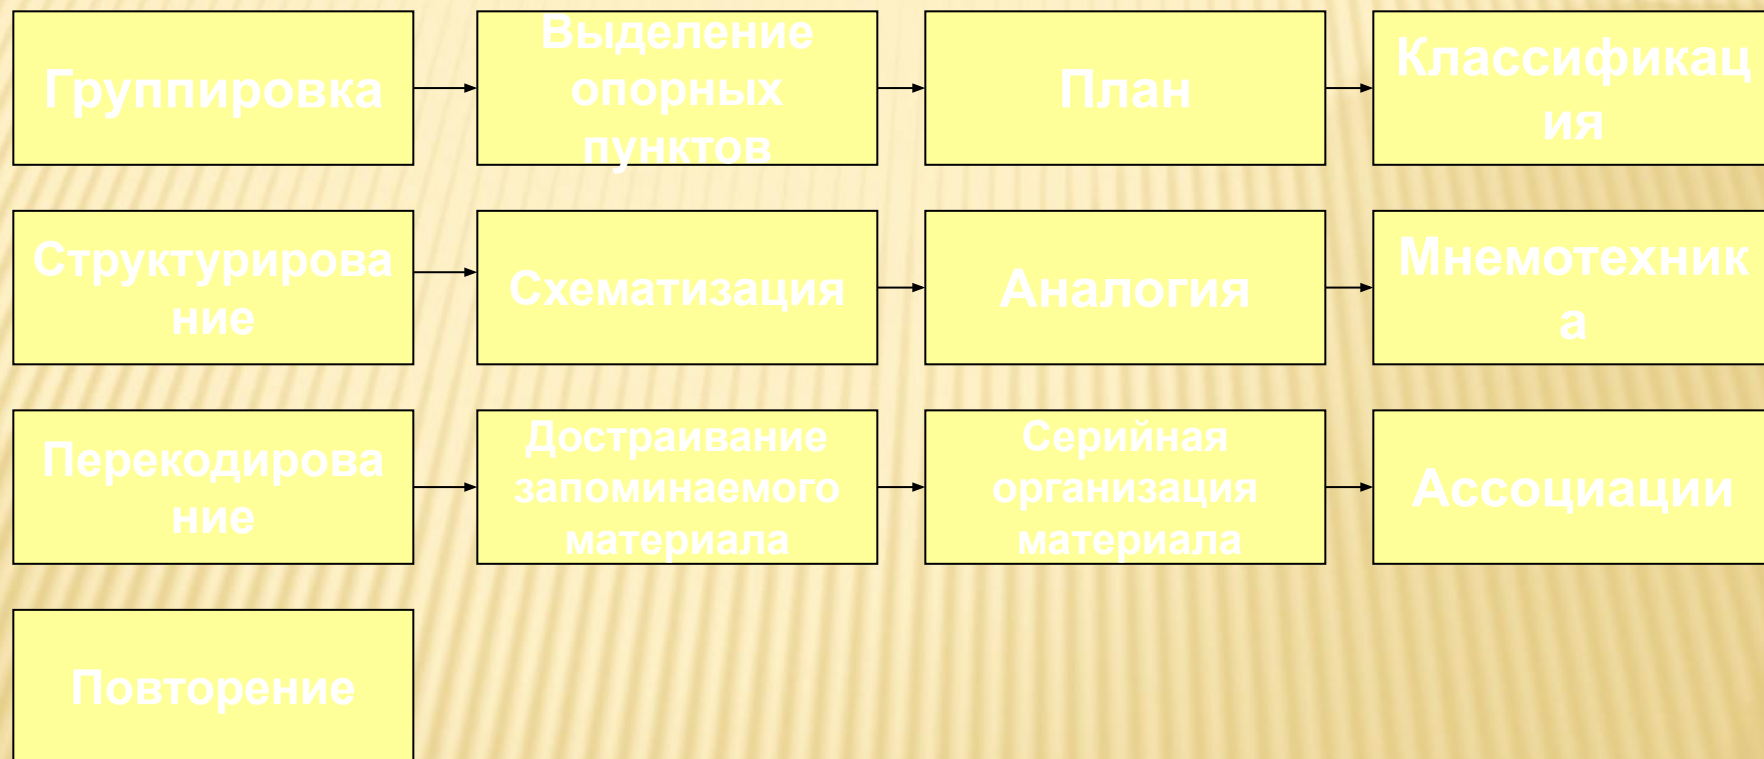 Группировка
Выделение
опорных
пунктов
План
Классификац
ия
Структурирова
ние
Схематизация
Аналогия
Мнемотехник
а
Перекодирова
ние
Достраивание
запоминаемого
материала
Серийная
организация
материала
Ассоциации
Повторение